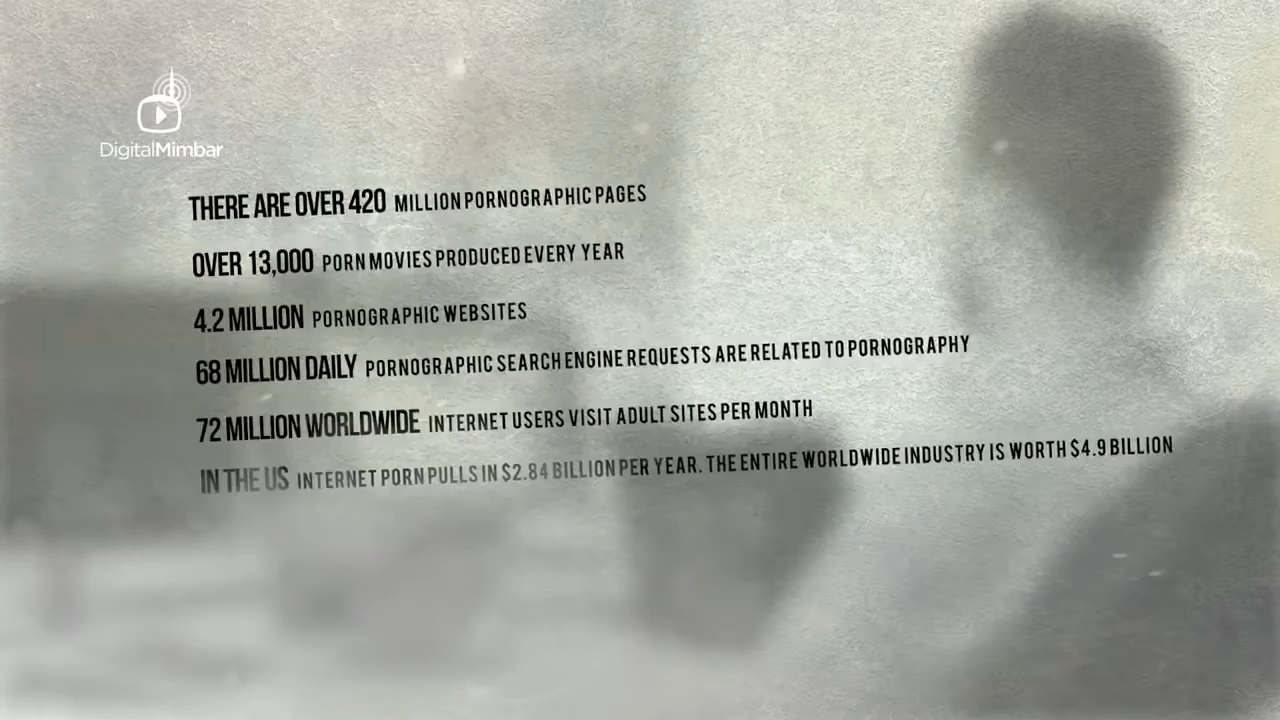 DigitalMimbar
THERE ARE OVER 420 MILLION PORNOGRAPHIC PAGES
OVER 13,000 PORN MOVIES PRODUCED EVERY YEAR
4.2 MILLION PORNOGRAPHIC WEBSITES
68 MILLION DAILY PORNOGRAPHIC SEARCH ENGINE REQUESTS ARE RELATED TO PORNOGRAPHY
72 MILLION WORLDWIDE INTERNET USERS VISIT ADULT SITES PER MONTH
IN THE US INTERNET PORN PULLS IN $2.84 BILLION PER YEAR. THE ENTIRE WORLDWIDE INDUSTRY IS WORTH $4.9 BILLION